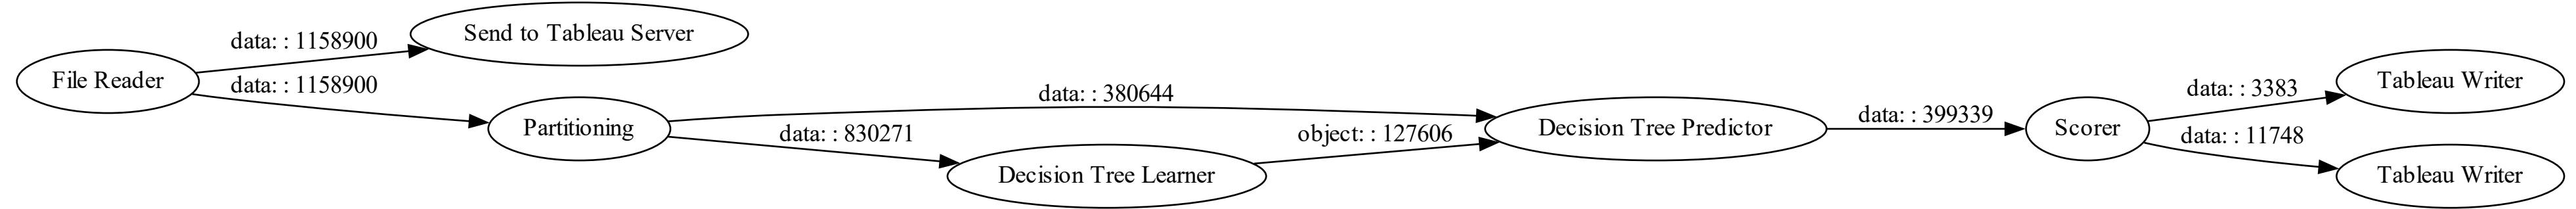 File Reader
data: : 1158900
Send to Tableau Server
data: : 1158900
Partitioning
data: : 380644
data: : 830271
Decision Tree Learner
object: : 127606
Decision Tree Predictor
data: : 399339
Scorer
data: : 3383
Tableau Writer
data: : 11748
Tableau Writer